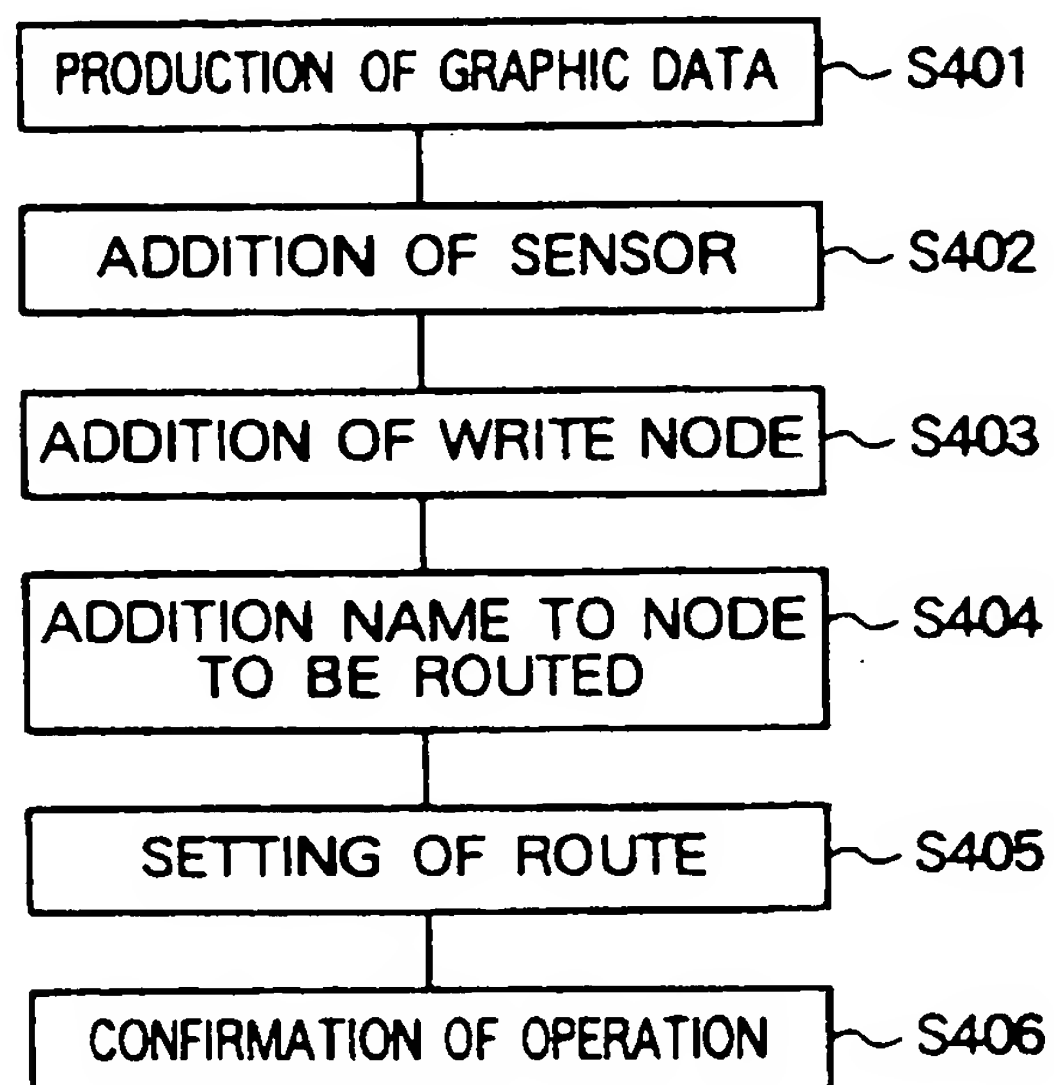 PRODUCTION OF GRAPHIC DATA S401
ADDITION OF SENSOR S402
ADDITION OF WRITE NODE S403
ADDITION NAME TO NODE S404
TO BE ROUTED
SETTING OF ROUTE S405
CONFIRMATION OF OPERATION S406